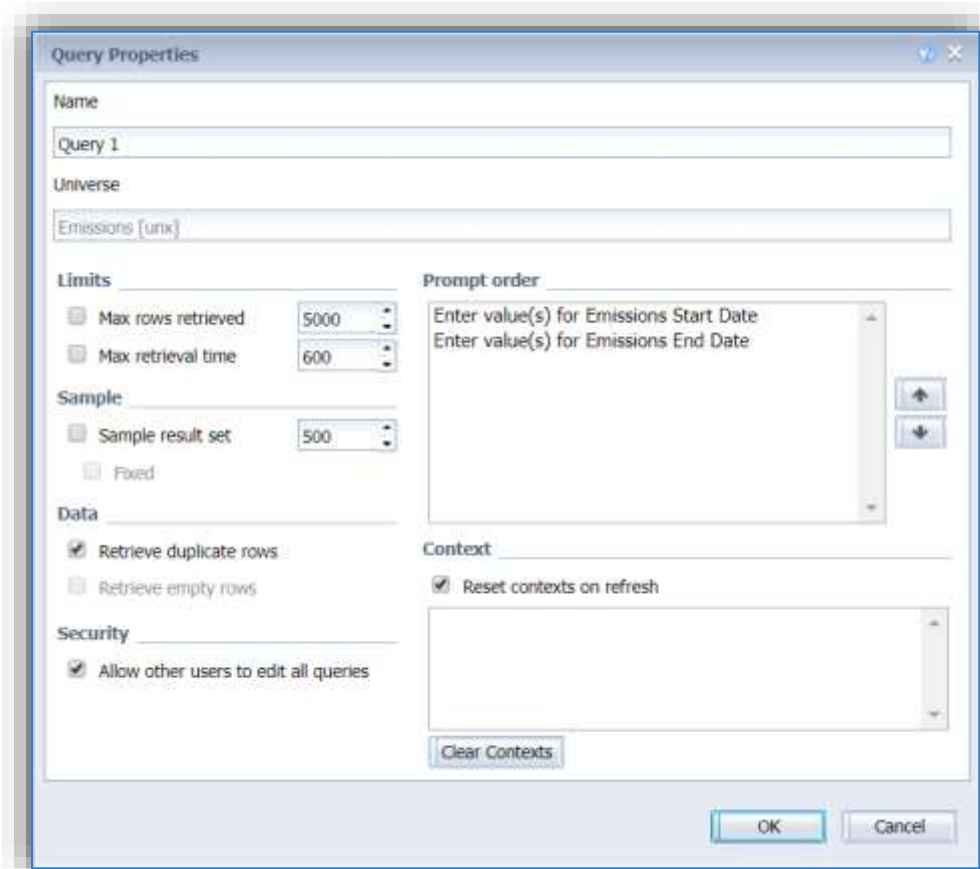 Query Properties
Name
Query 1
Universe
Emissions [unx]
Limits
Max rows retrieved 5000
Max retrieval time 600
Sample
Sample result set 500
Fixed
Data
Retrieve duplicate rows
Retrieve empty rows
Security
Allow other users to edit all queries
Prompt order
Enter value(s) for Emissions Start Date
Enter value(s) for Emissions End Date
Context
Reset contexts on refresh
Clear Contexts
OK Cancel